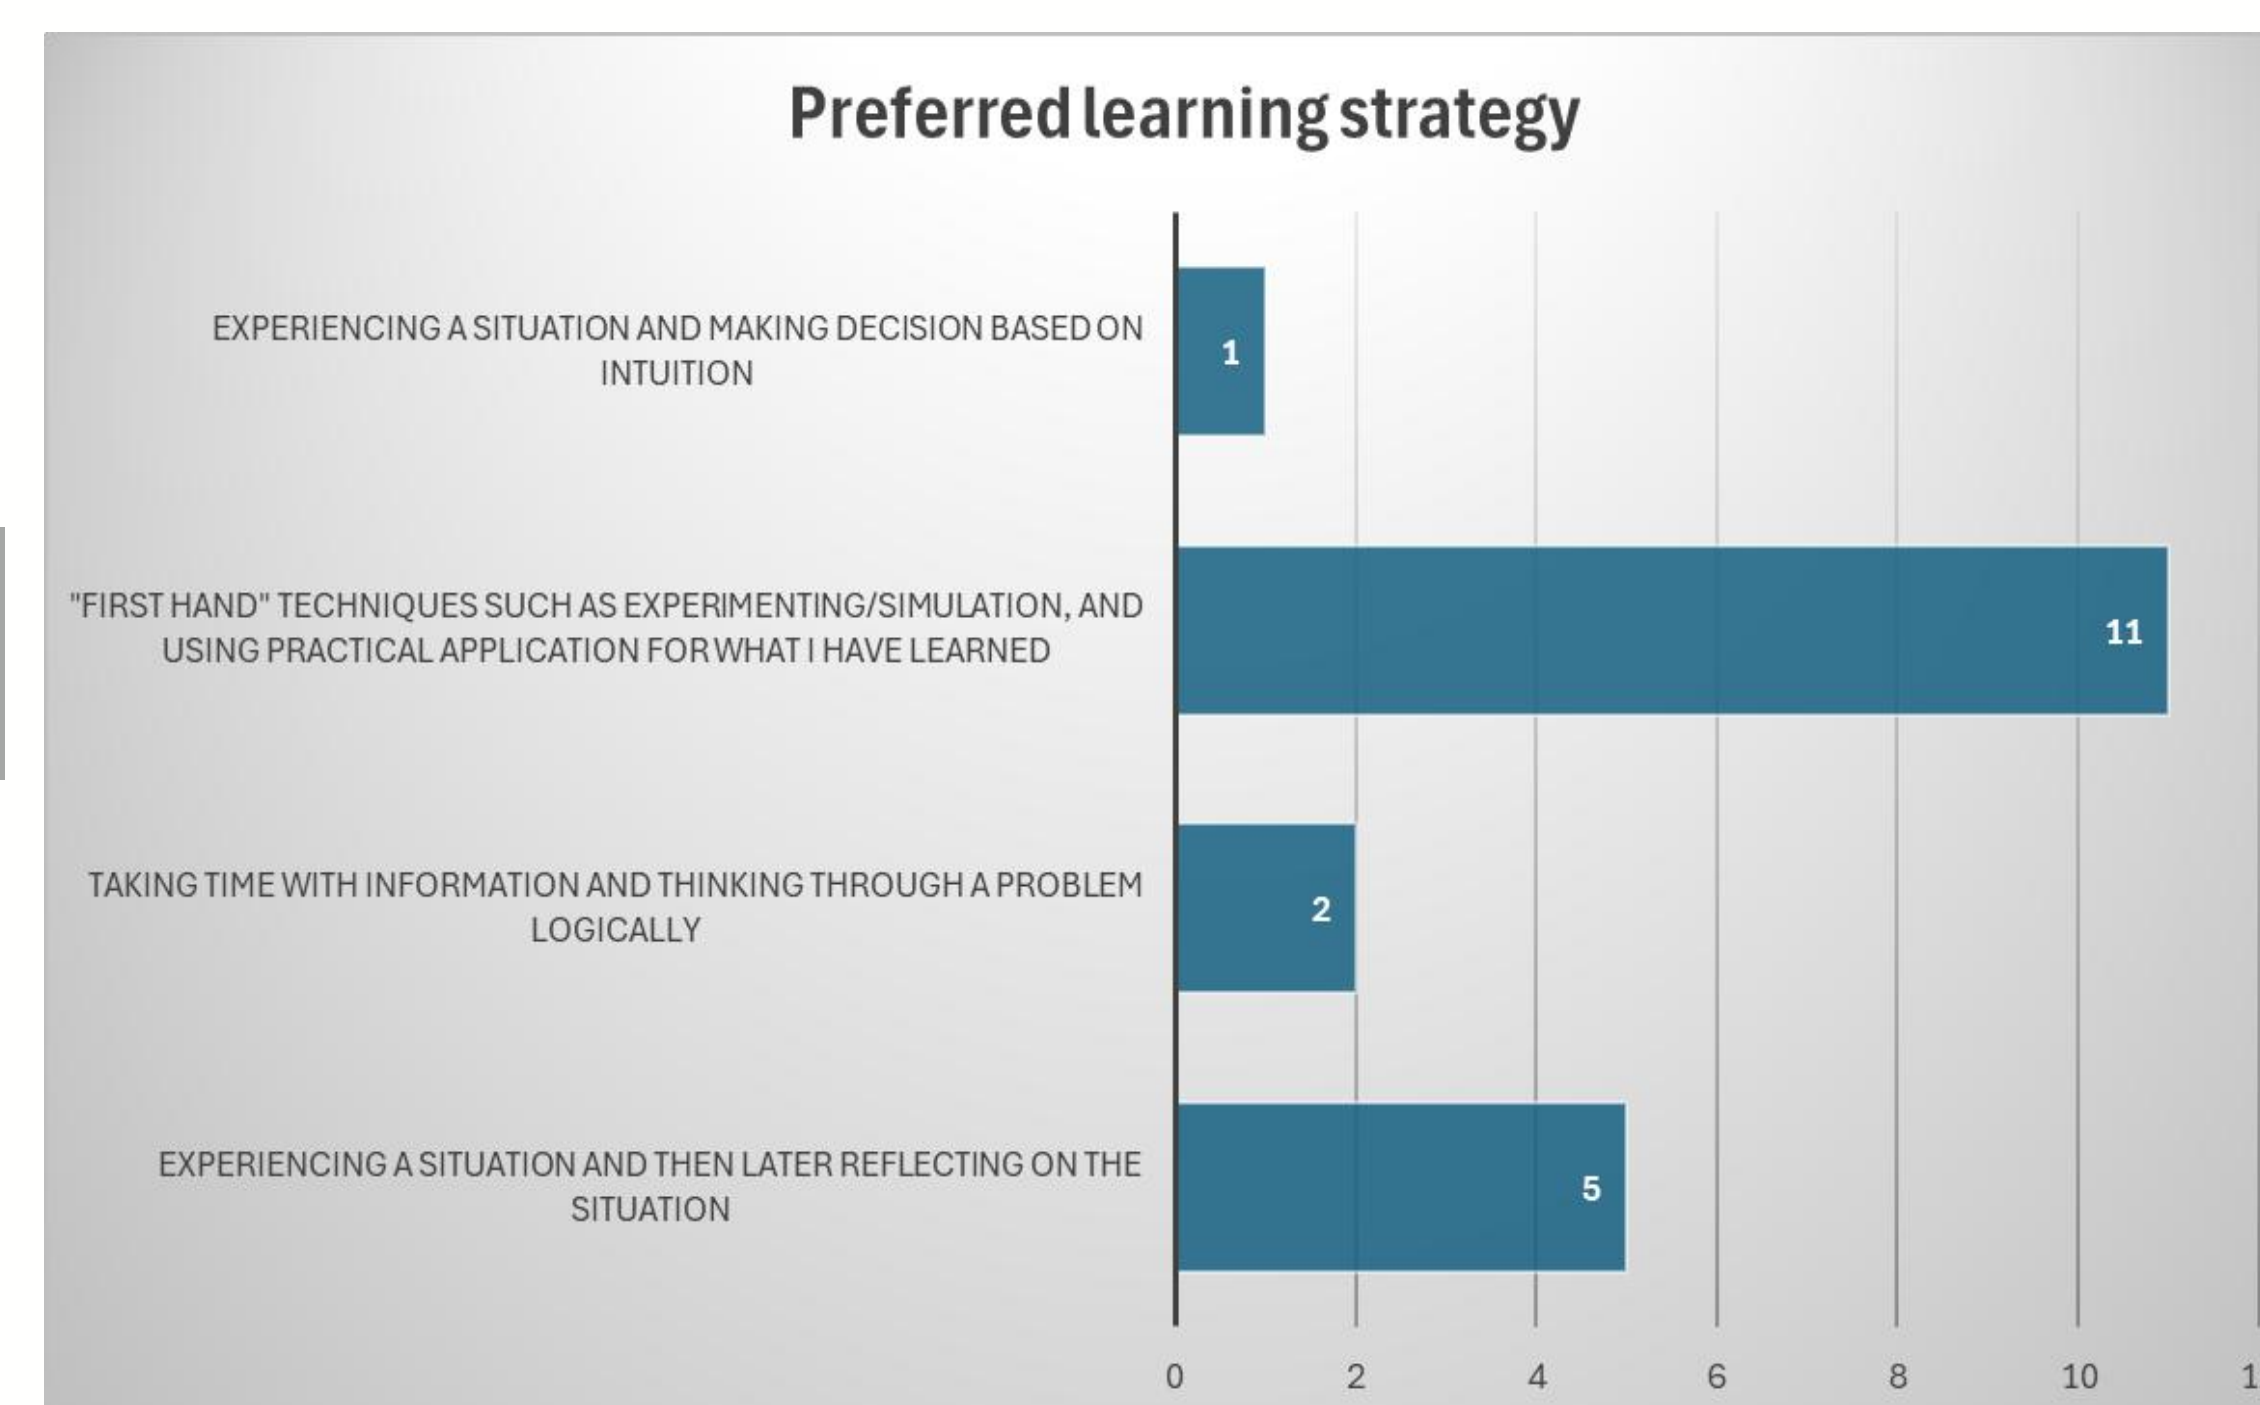 Preferred learning strategy
EXPERIENCING A SITUATION AND MAKING DECISION BASED ON
INTUITION
1
"FIRST HAND" TECHNIQUES SUCH AS EXPERIMENTING/SIMULATION, AND
USING PRACTICAL APPLICATION FOR WHAT I HAVE LEARNED
11
TAKING TIME WITH INFORMATION AND THINKING THROUGH A PROBLEM
LOGICALLY
2
EXPERIENCING A SITUATION AND THEN LATER REFLECTING ON THE
SITUATION
5
0 2 4 6 8 10